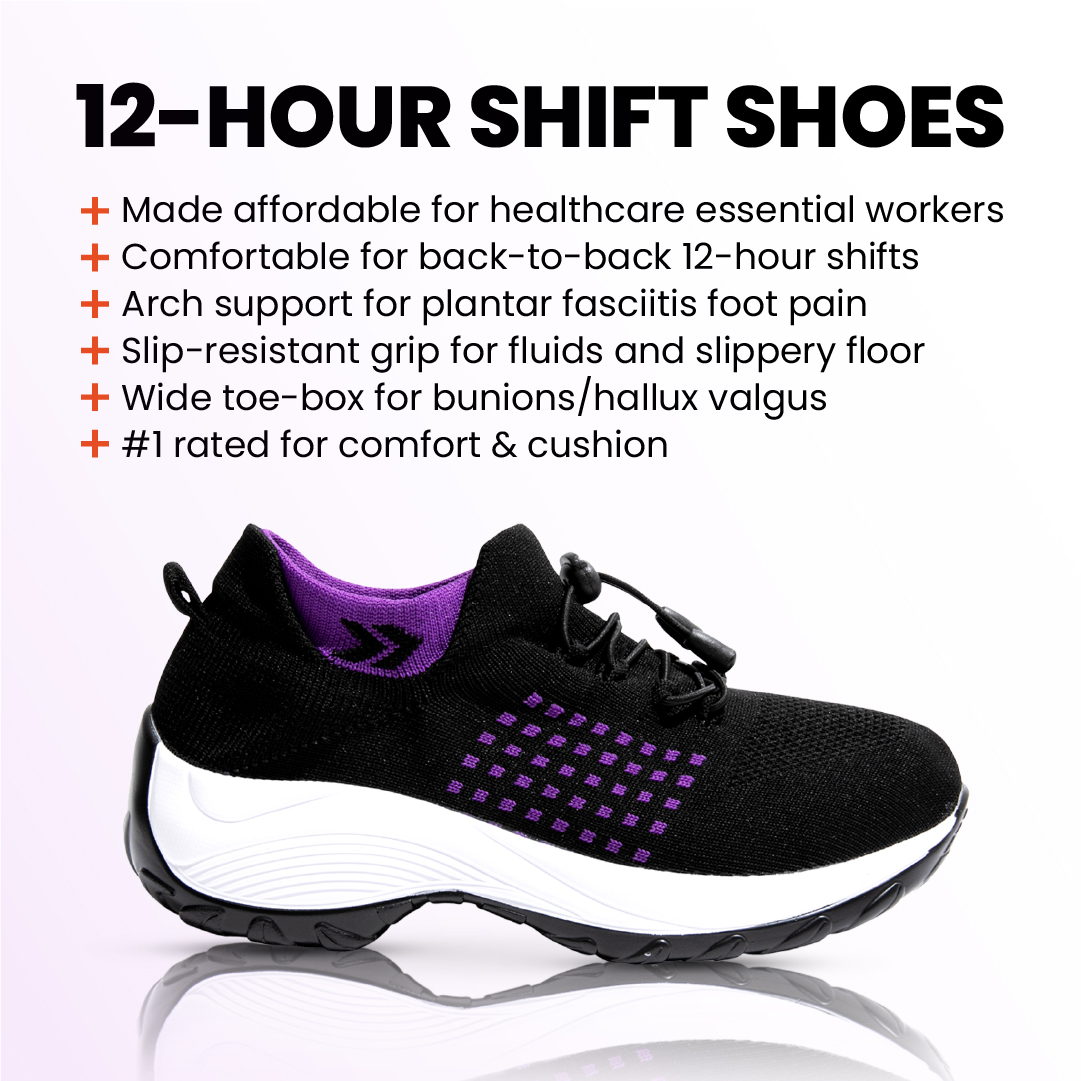 12-HOUR SHIFT SHOES
Made affordable for healthcare essential workers
Comfortable for back-to-back 12-hour shifts
Arch support for plantar fasciitis foot pain
Slip-resistant grip for fluids and slippery floor
Wide toe-box for bunions/hallux valgus
#1 rated for comfort & cushion